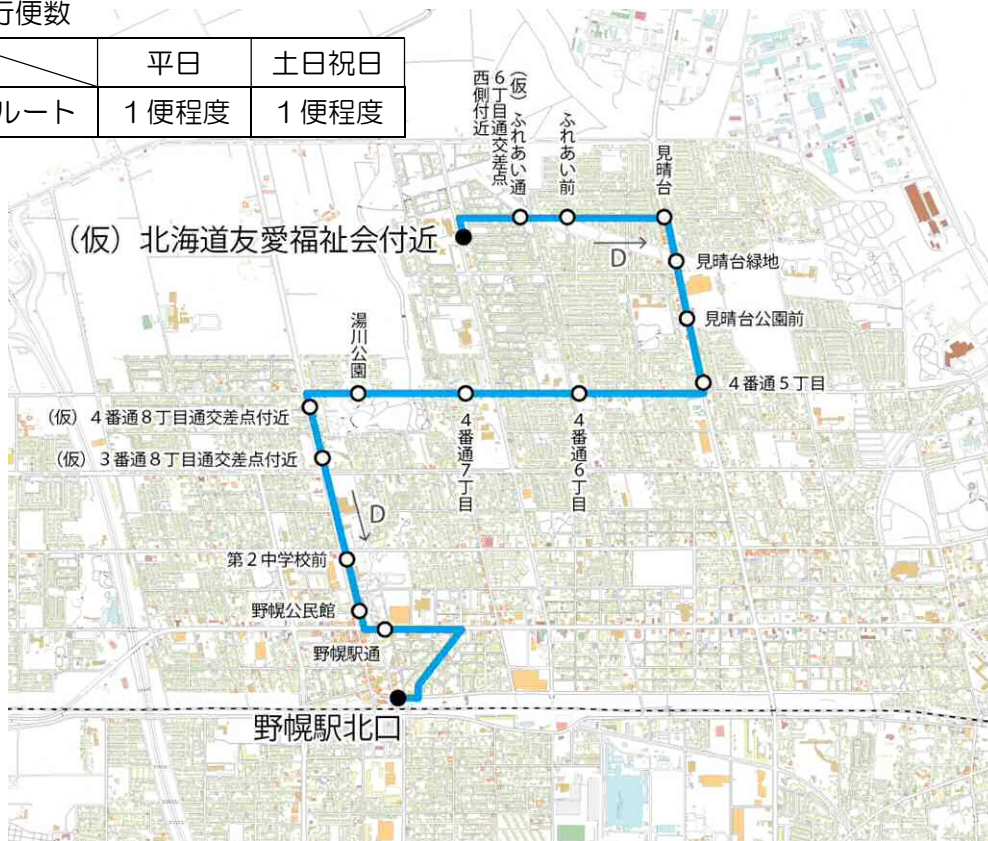 行便数
平日 土日祝日
ルート 1便程度 1便程度
(仮)ふれあい通
6丁目通交差点
西側付近
ふれあい前
見晴台
(仮)北海道友愛福祉会付近
D
見晴台緑地
見晴台公園前
湯川公園
4番通5丁目
(仮)4番通8丁目通交差点付近
4番通7丁目
4番通6丁目
(仮)3番通8丁目通交差点付近
D
第2中学校前
野幌公民館
野幌駅通
野幌駅北口